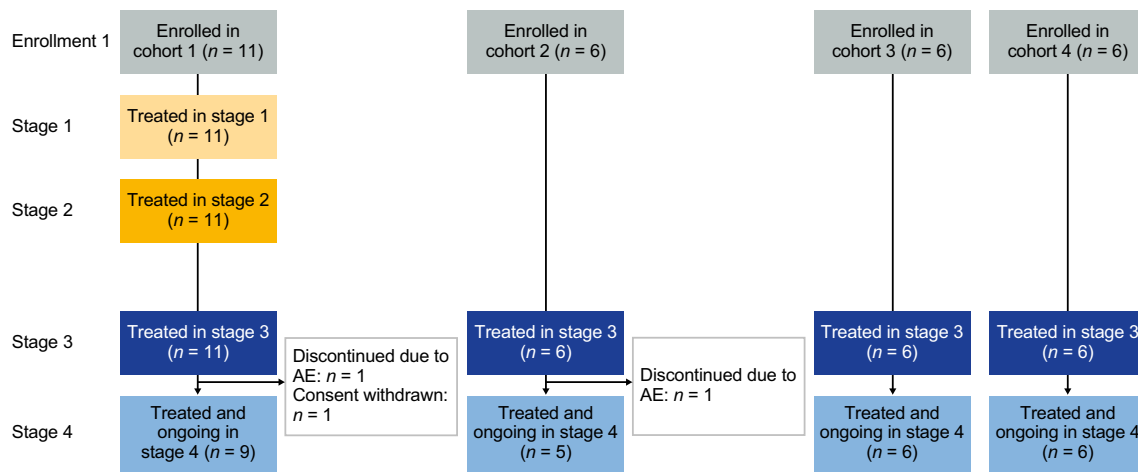 Enrollment 1
Enrolled in
cohort 1 (n = 11)
Enrolled in
cohort 2 (n = 6)
Enrolled in
cohort 3 (n = 6)
Enrolled in
cohort 4 (n = 6)
Stage 1
Treated in stage 1
(n = 11)
Stage 2
Treated in stage 2
(n = 11)
Stage 3
Treated in stage 3
(n = 11)
Discontinued due to
AE: n = 1
Consent withdrawn:
n = 1
Treated in stage 3
(n = 6)
Discontinued due to
AE: n = 1
Treated in stage 3
(n = 6)
Treated in stage 3
(n = 6)
Stage 4
Treated and
ongoing in
stage 4 (n = 9)
Treated and
ongoing in stage 4
(n = 5)
Treated and
ongoing in stage 4
(n = 6)
Treated and
ongoing in stage 4
(n = 6)